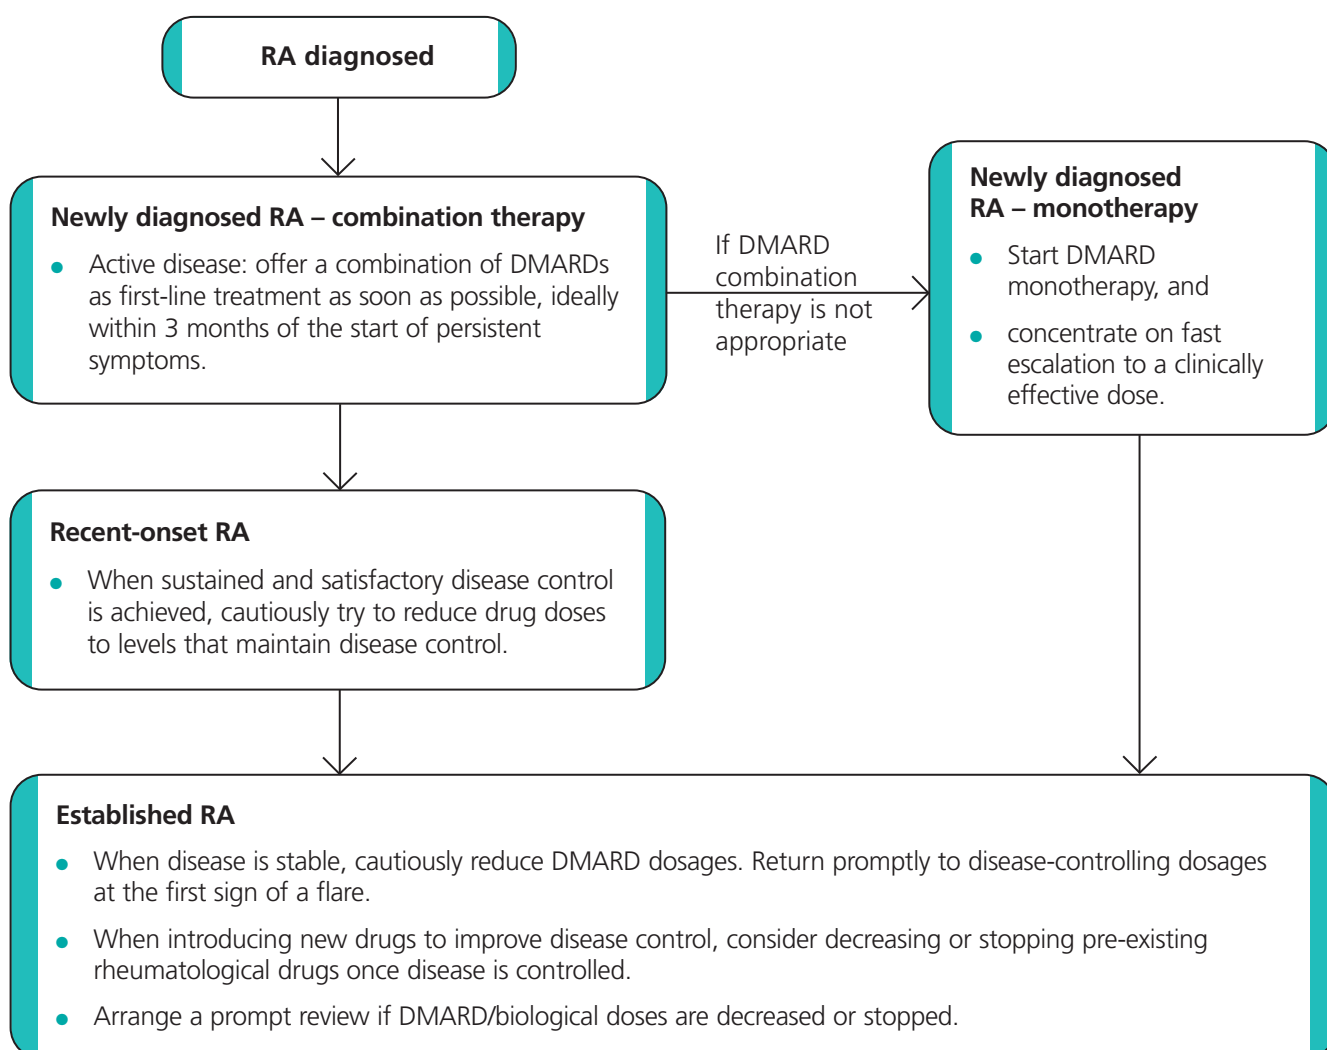 RA diagnosed
Newly diagnosed RA – combination therapy
● Active disease: offer a combination of DMARDs
as first-line treatment as soon as possible, ideally
within 3 months of the start of persistent
symptoms.
If DMARD
combination
therapy is not
appropriate
Newly diagnosed
RA – monotherapy
● Start DMARD
monotherapy, and
● concentrate on fast
escalation to a clinically
effective dose.
Recent-onset RA
● When sustained and satisfactory disease control
is achieved, cautiously try to reduce drug doses
to levels that maintain disease control.
Established RA
● When disease is stable, cautiously reduce DMARD dosages. Return promptly to disease-controlling dosages
at the first sign of a flare.
● When introducing new drugs to improve disease control, consider decreasing or stopping pre-existing
rheumatological drugs once disease is controlled.
● Arrange a prompt review if DMARD/biological doses are decreased or stopped.